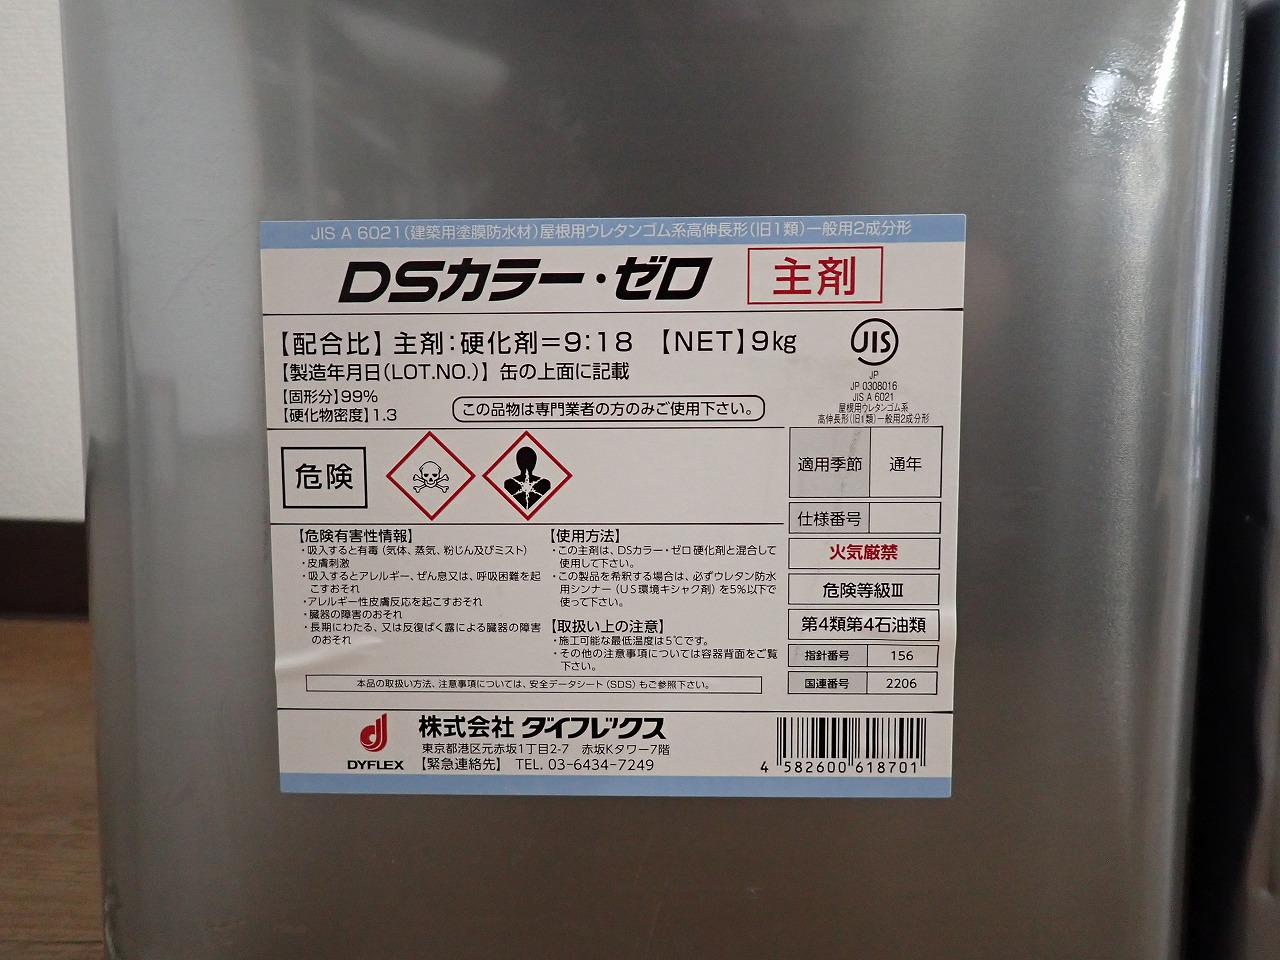 JIS A 6021(建築用塗膜防水材)屋根用ウレタンゴム系高伸長形(旧1類)一般用2成分形
DSカラー・ゼロ 主剤
【配合比】主剤:硬化剤=9:18 【NET】9kg
【製造年月日(LOT.NO.)】缶の上面に記載
【固形分】99%
【硬化物密度】1.3
この品物は専門業者の方のみご使用下さい。
JIS
JP
JP 0308016
JIS A 6021
屋根用ウレタンゴム系
高伸長形(旧1類)一般用2成分形
危険
【危険有害性情報】
・吸入すると有毒(気体、蒸気、粉じん及びミスト)
・皮膚刺激
・吸入するとアレルギー、ぜん息又は、呼吸困難を起
こすおそれ
・アレルギー性皮膚反応を起こすおそれ
・臓器の障害のおそれ
・長期にわたる、又は反復ばく露による臓器の障害
のおそれ
【使用方法】
・この主剤は、DSカラー・ゼロ 硬化剤と混合して
使用して下さい。
・この製品を希釈する場合は、必ずウレタン防水
用シンナー(US環境キシャク剤)を5%以下で
使って下さい。
【取扱い上の注意】
・施工可能な最低温度は5℃です。
・その他の注意事項については容器背面をご覧
下さい。
適用季節 通年
仕様番号
火気厳禁
危険等級Ⅲ
第4類第4石油類
指針番号 156
国連番号 2206
本品の取扱い方法、注意事項については、安全データシート(SDS)もご参照下さい。
DYFLEX
株式会社 ダイフレックス
東京都港区元赤坂1丁目2-7 赤坂Kタワー7階
【緊急連絡先】 TEL. 03-6434-7249
4 582600 618701